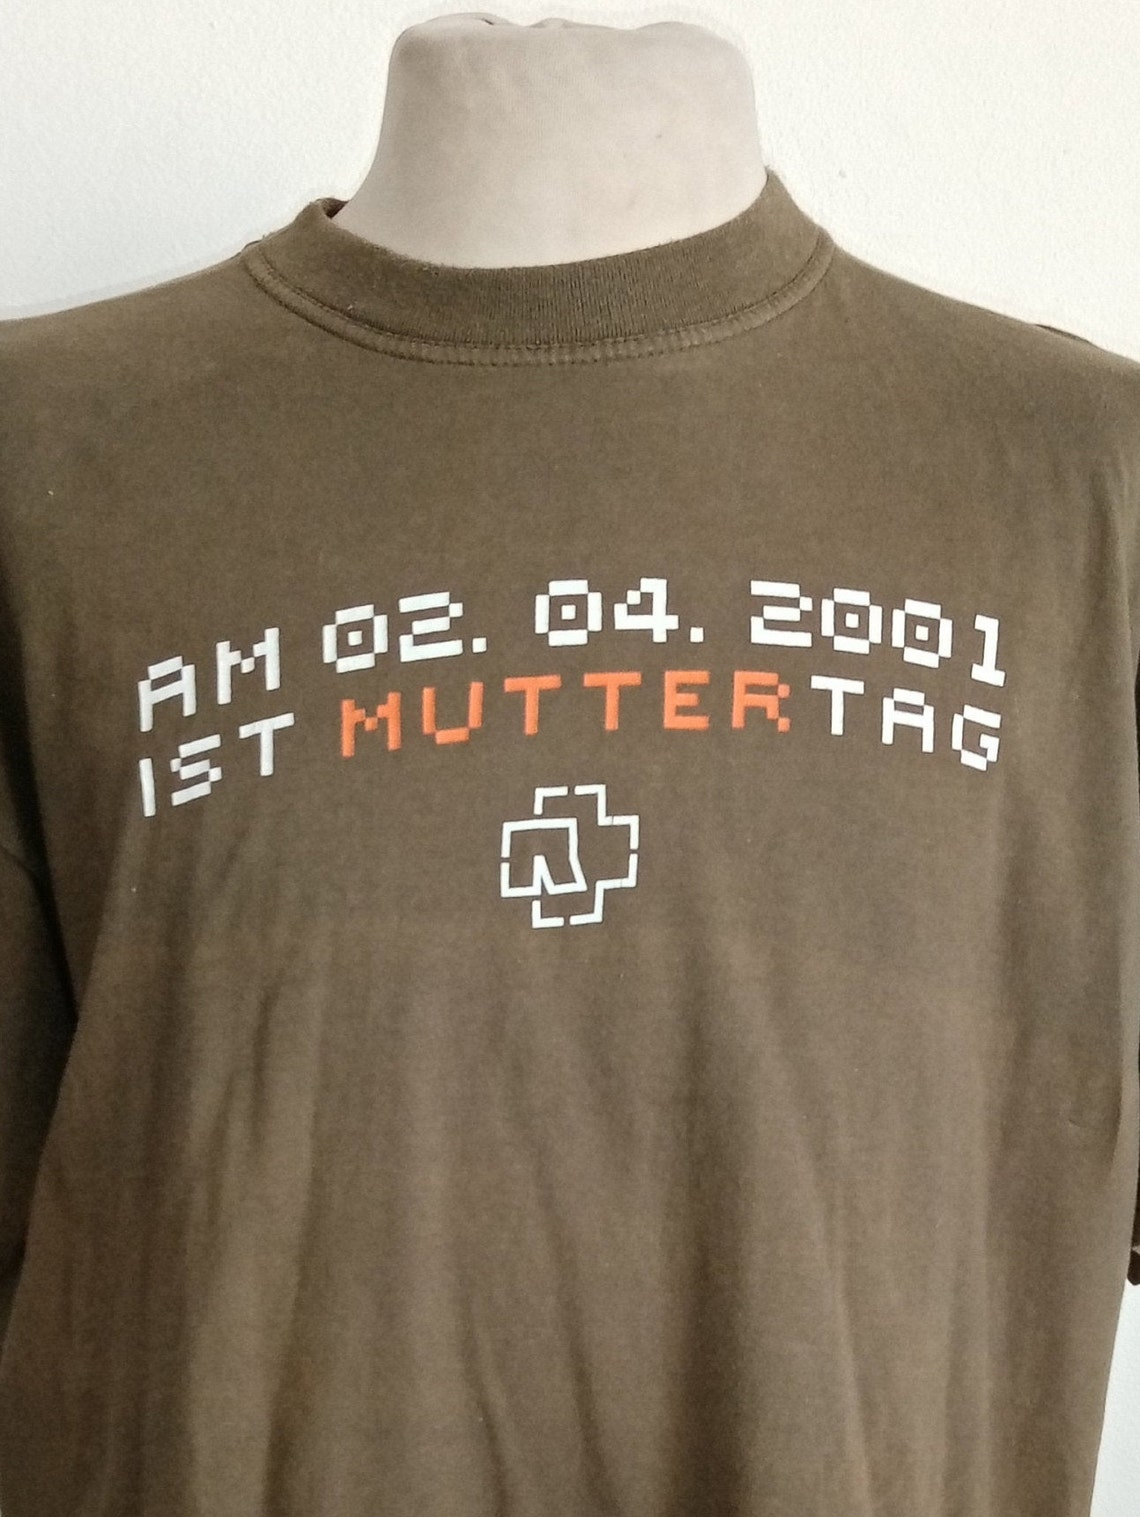 AM 02. 04. 2001
IST MUTTERTAG